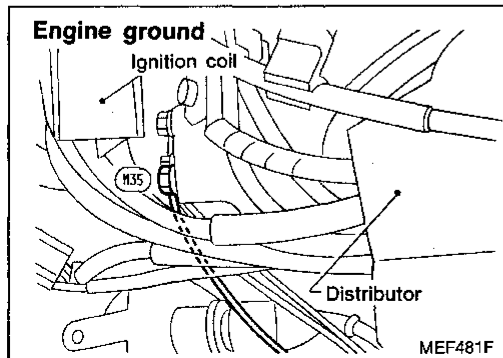 Engine ground
Ignition coil
M35
Distributor
MEF481F